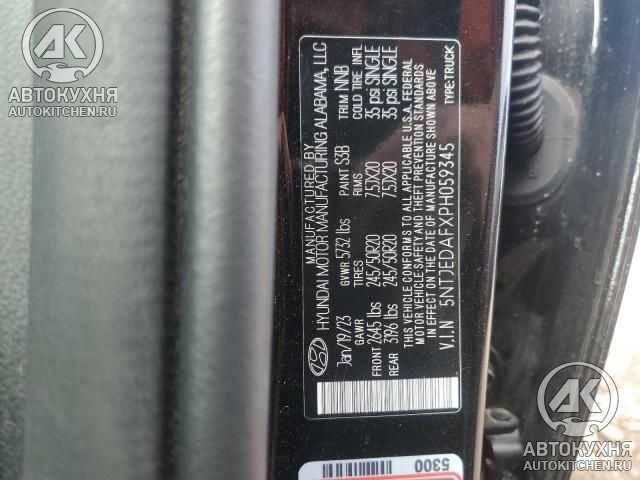 MANUFACTURED BY
HYUNDAI MOTOR MANUFACTURING ALABAMA, LLC
Jan/19/23 GVWR 5732 lbs PAINT S3B TRIM NNB
GAWR TIRES RIMS COLD TIRE INFL
FRONT 2645 lbs 245/50R20 7.5JX20 35 psi SINGLE
REAR 3196 lbs 245/50R20 7.5JX20 35 psi SINGLE
THIS VEHICLE CONFORMS TO ALL APPLICABLE U.S.A. FEDERAL
MOTOR VEHICLE SAFETY AND THEFT PREVENTION STANDARDS
IN EFFECT ON THE DATE OF MANUFACTURE SHOWN ABOVE
V.I.N 5NTJEDAFXPH059345 TYPE:TRUCK
5300
АК
АВТОКУХНЯ
AUTOKITCHEN.RU
АК
АВТОКУХНЯ
AUTOKITCHEN.RU